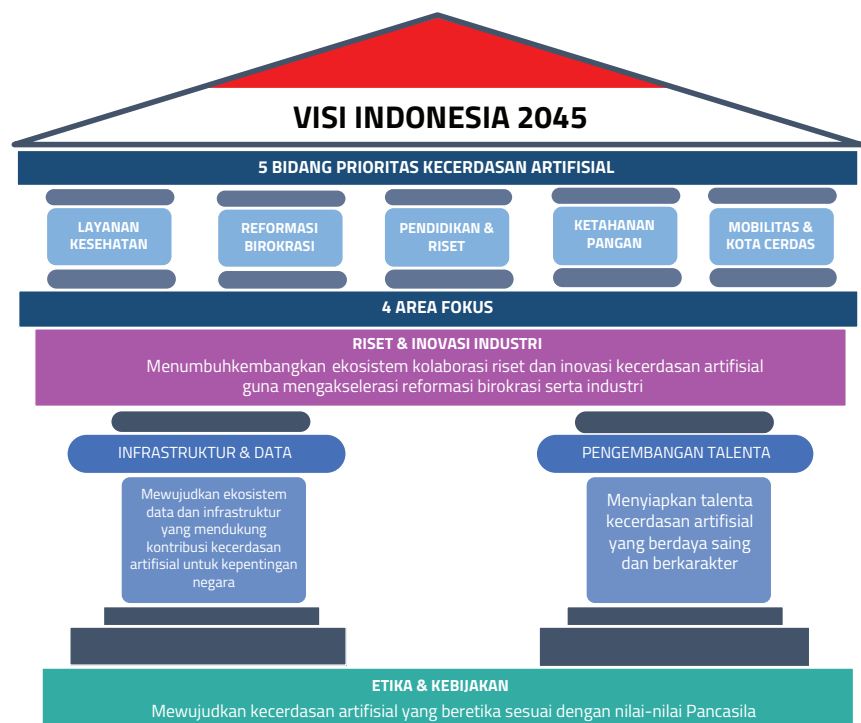 VISI INDONESIA 2045
5 BIDANG PRIORITAS KECERDASAN ARTIFISIAL
LAYANAN
KESEHATAN
REFORMASI
BIROKRASI
PENDIDIKAN &
RISET
KETAHANAN
PANGAN
MOBILITAS &
KOTA CERDAS
4 AREA FOKUS
RISET & INOVASI INDUSTRI
Menumbuhkembangkan ekosistem kolaborasi riset dan inovasi kecerdasan artifisial
guna mengakselerasi reformasi birokrasi serta industri
INFRASTRUKTUR & DATA
Mewujudkan ekosistem
data dan infrastruktur
yang mendukung
kontribusi kecerdasan
artifisial untuk kepentingan
negara
PENGEMBANGAN TALENTA
Menyiapkan talenta
kecerdasan artifisial
yang berdaya saing
dan berkarakter
ETIKA & KEBIJAKAN
Mewujudkan kecerdasan artifisial yang beretika sesuai dengan nilai-nilai Pancasila